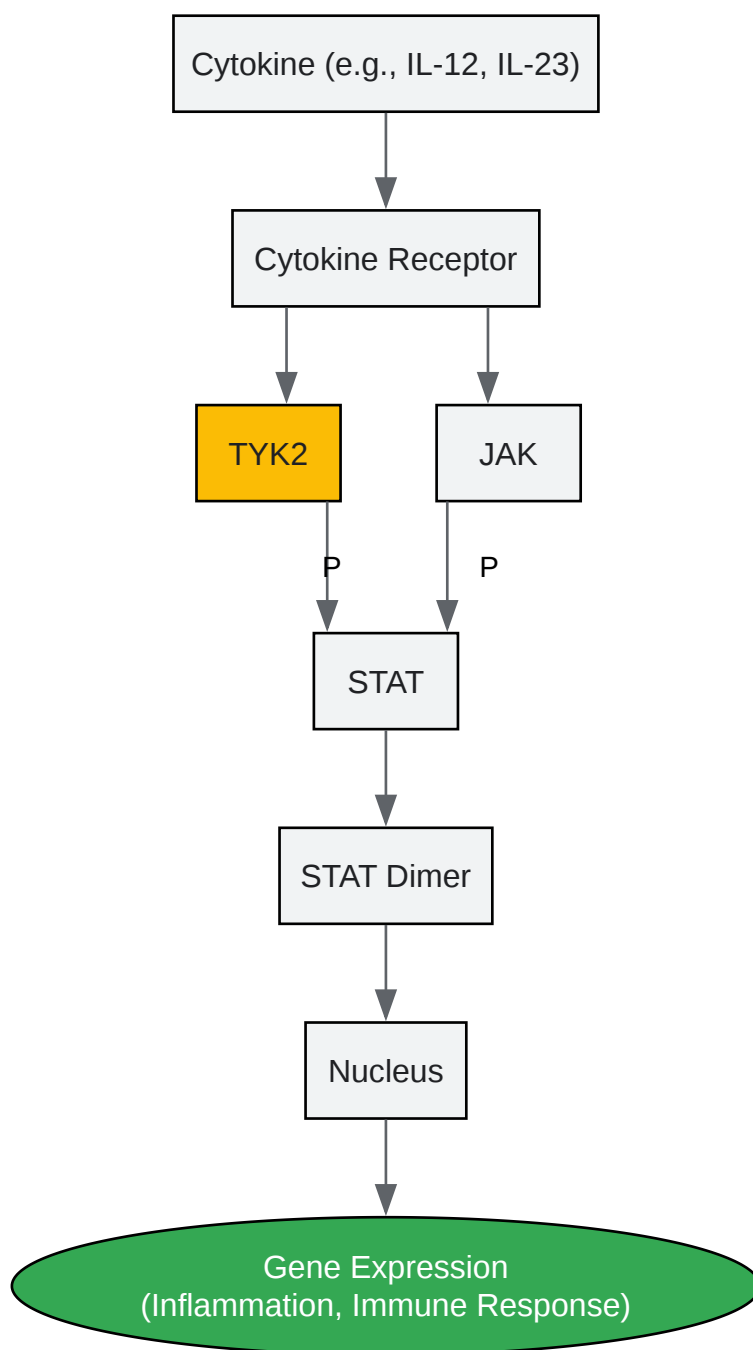 Cytokine (e.g., IL-12, IL-23)
Cytokine Receptor
TYK2
JAK
P
P
STAT
STAT Dimer
Nucleus
Gene Expression
(Inflammation, Immune Response)